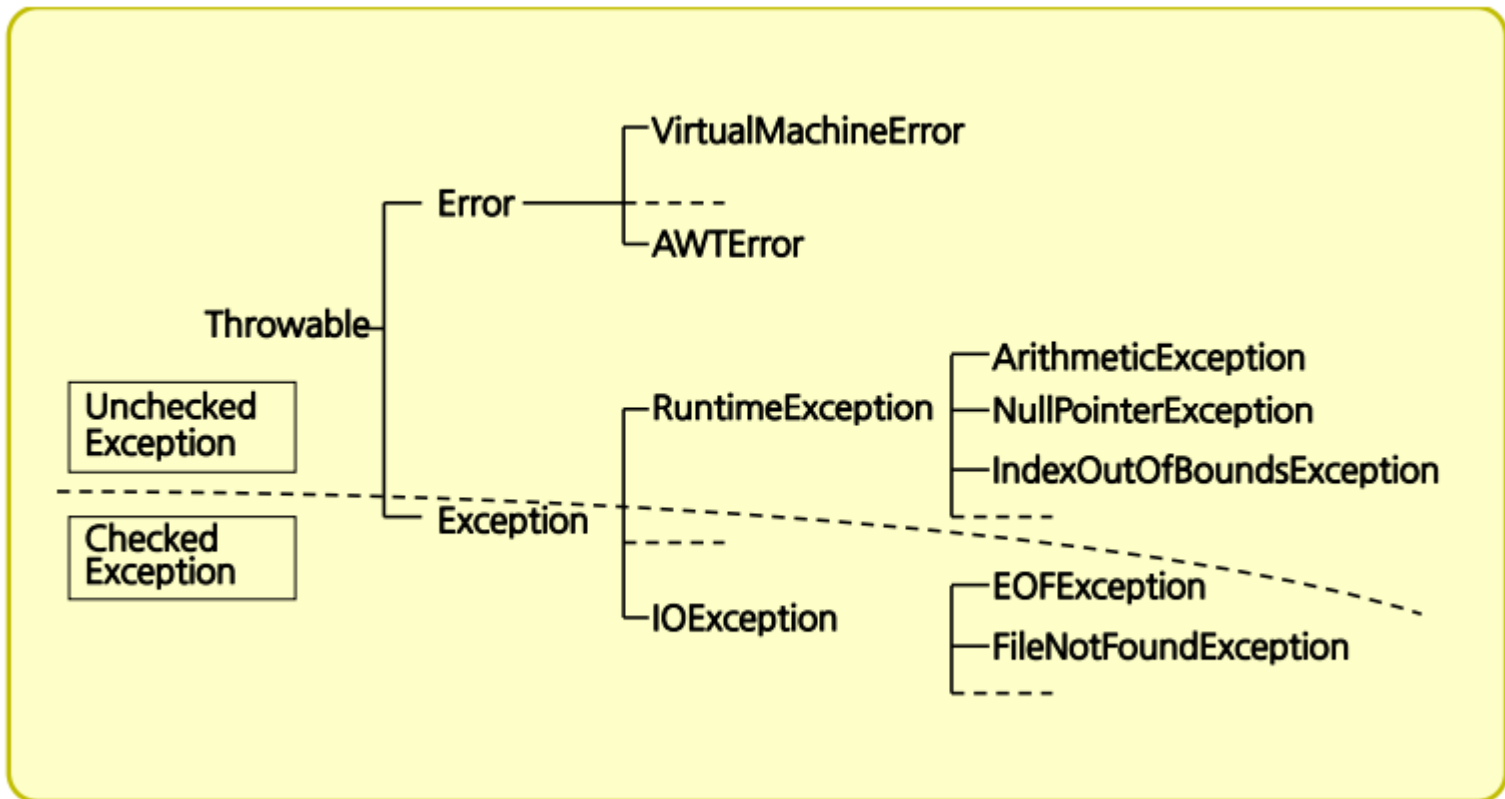 VirtualMachineError
Error
AWTError
Throwable
ArithmeticException
Unchecked
Exception
RuntimeException
NullPointerException
IndexOutOfBoundsException
Checked
Exception
Exception
EOFException
IOException
FileNotFoundException